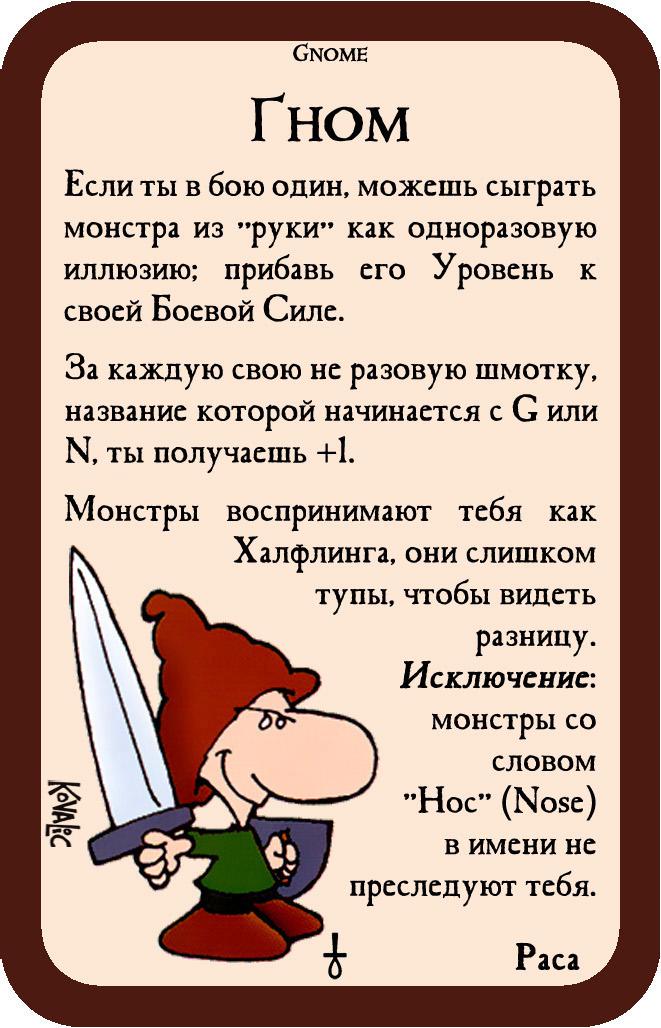 Gnome
Гном
Если ты в бою один, можешь сыграть
монстра из ”руки” как одноразовую
иллюзию; прибавь его Уровень к
своей Боевой Силе.
За каждую свою не разовую шмотку,
название которой начинается с G или
N, ты получаешь +1.
Монстры воспринимают тебя как
Халфлинга, они слишком
тупы, чтобы видеть
разницу.
Исключение:
монстры со
словом
”Нос” (Nose)
в имени не
преследуют тебя.
Kovalic
Раса